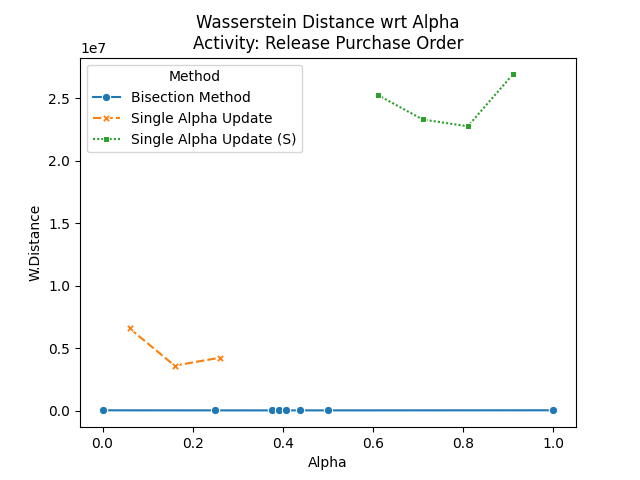 Wasserstein Distance wrt Alpha
Activity: Release Purchase Order
1e7
Method
Bisection Method
Single Alpha Update
Single Alpha Update (S)
2.5
2.0
1.5
1.0
0.5
0.0
W.Distance
0.0 0.2 0.4 0.6 0.8 1.0
Alpha